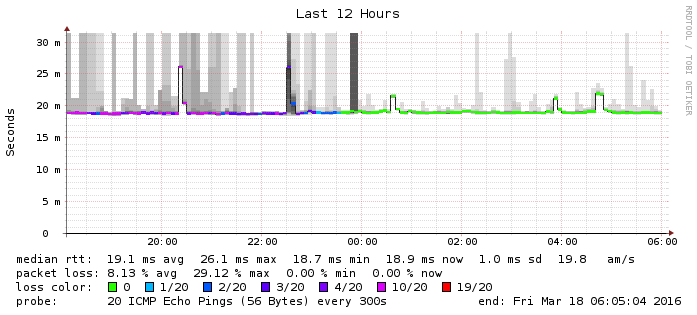 Last 12 Hours
RRDTOOL / TOBI OETIKER
Seconds
30 m
25 m
20 m
15 m
10 m
5 m
0
20:00 22:00 00:00 02:00 04:00 06:00
median rtt: 19.1 ms avg 26.1 ms max 18.7 ms min 18.9 ms now 1.0 ms sd 19.8 am/s
packet loss: 8.13 % avg 29.12 % max 0.00 % min 0.00 % now
loss color: 0 1/20 2/20 3/20 4/20 10/20 19/20
probe: 20 ICMP Echo Pings (56 Bytes) every 300s end: Fri Mar 18 06:05:04 2016